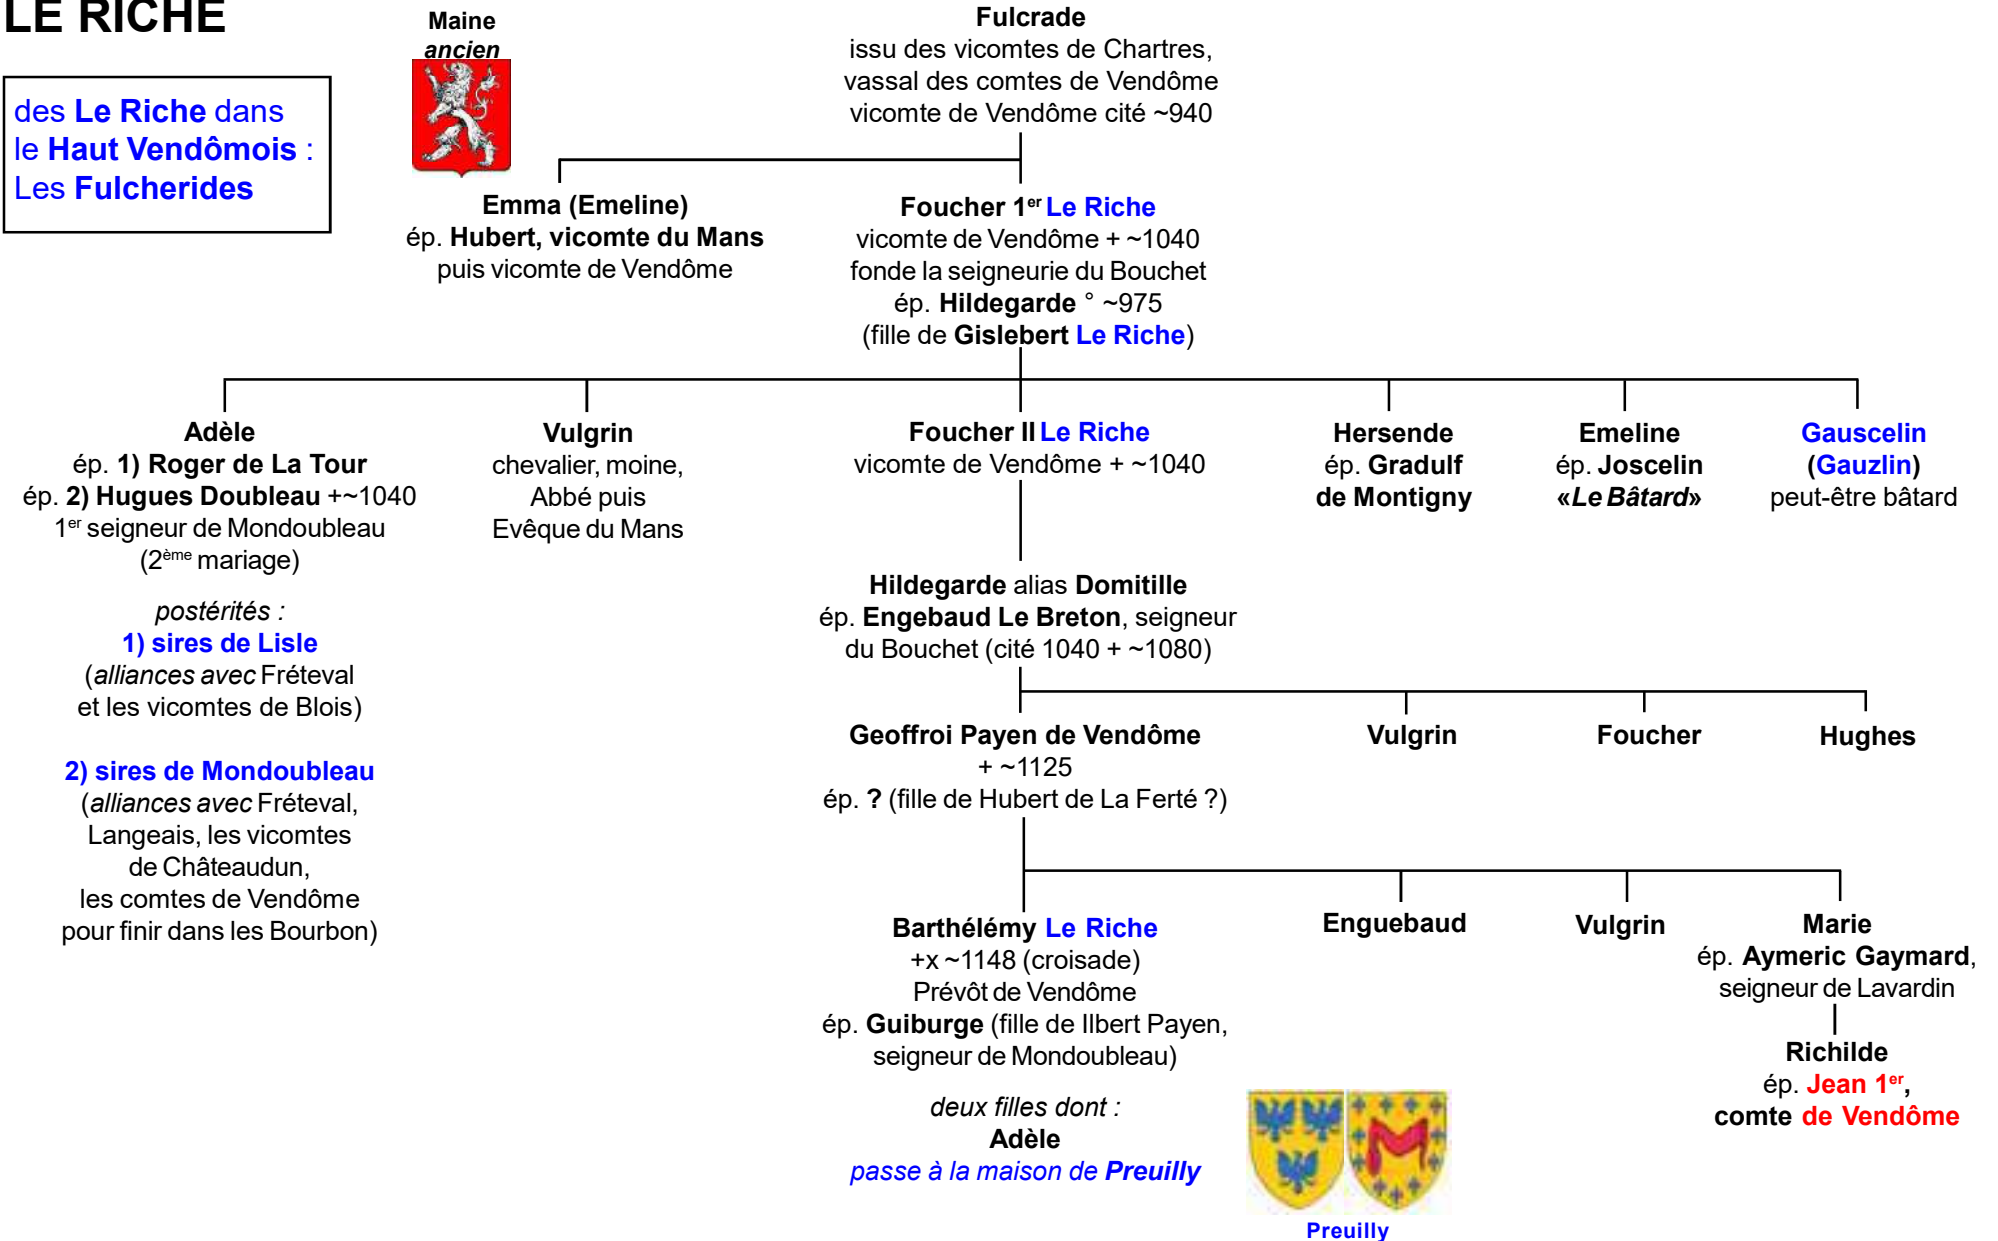 LE RICHE
des Le Riche dans
le Haut Vendômois :
Les Fulcherides
Maine
ancien
Fulcrade
issu des vicomtes de Chartres,
vassal des comtes de Vendôme
vicomte de Vendôme cité ~940
Emma (Emeline)
ép. Hubert, vicomte du Mans
puis vicomte de Vendôme
Foucher 1er Le Riche
vicomte de Vendôme + ~1040
fonde la seigneurie du Bouchet
ép. Hildegarde ° ~975
(fille de Gislebert Le Riche)
Adèle
ép. 1) Roger de La Tour
ép. 2) Hugues Doubleau +~1040
1er seigneur de Mondoubleau
(2ème mariage)
postérités :
1) sires de Lisle
(alliances avec Fréteval
et les vicomtes de Blois)
2) sires de Mondoubleau
(alliances avec Fréteval,
Langeais, les vicomtes
de Châteaudun,
les comtes de Vendôme
pour finir dans les Bourbon)
Vulgrin
chevalier, moine,
Abbé puis
Evêque du Mans
Foucher II Le Riche
vicomte de Vendôme + ~1040
Hersende
ép. Gradulf
de Montigny
Emeline
ép. Joscelin
«Le Bâtard»
Gauscelin
(Gauzlin)
peut-être bâtard
Hildegarde alias Domitille
ép. Engebaud Le Breton, seigneur
du Bouchet (cité 1040 + ~1080)
Geoffroi Payen de Vendôme
+ ~1125
ép. ? (fille de Hubert de La Ferté ?)
Vulgrin
Foucher
Hughes
Barthélémy Le Riche
+x ~1148 (croisade)
Prévôt de Vendôme
ép. Guiburge (fille de Ilbert Payen,
seigneur de Mondoubleau)
deux filles dont :
Adèle
passe à la maison de Preuilly
Enguebaud
Vulgrin
Marie
ép. Aymeric Gaymard,
seigneur de Lavardin
Richilde
ép. Jean 1er,
comte de Vendôme
Preuilly